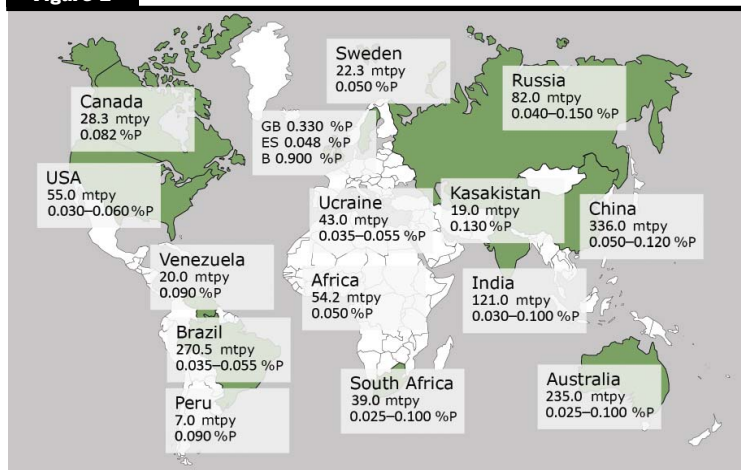 Figure 2
Sweden
22.3 mtpy
0.050 %P
Russia
82.0 mtpy
0.040–0.150 %P
Canada
28.3 mtpy
0.082 %P
GB 0.330 %P
ES 0.048 %P
B 0.900 %P
USA
55.0 mtpy
0.030–0.060 %P
Ucraine
43.0 mtpy
0.035–0.055 %P
Kasakistan
19.0 mtpy
0.130 %P
China
336.0 mtpy
0.050–0.120 %P
Venezuela
20.0 mtpy
0.090 %P
Africa
54.2 mtpy
0.050 %P
India
121.0 mtpy
0.030–0.100 %P
Brazil
270.5 mtpy
0.035–0.055 %P
South Africa
39.0 mtpy
0.025–0.100 %P
Australia
235.0 mtpy
0.025–0.100 %P
Peru
7.0 mtpy
0.090 %P